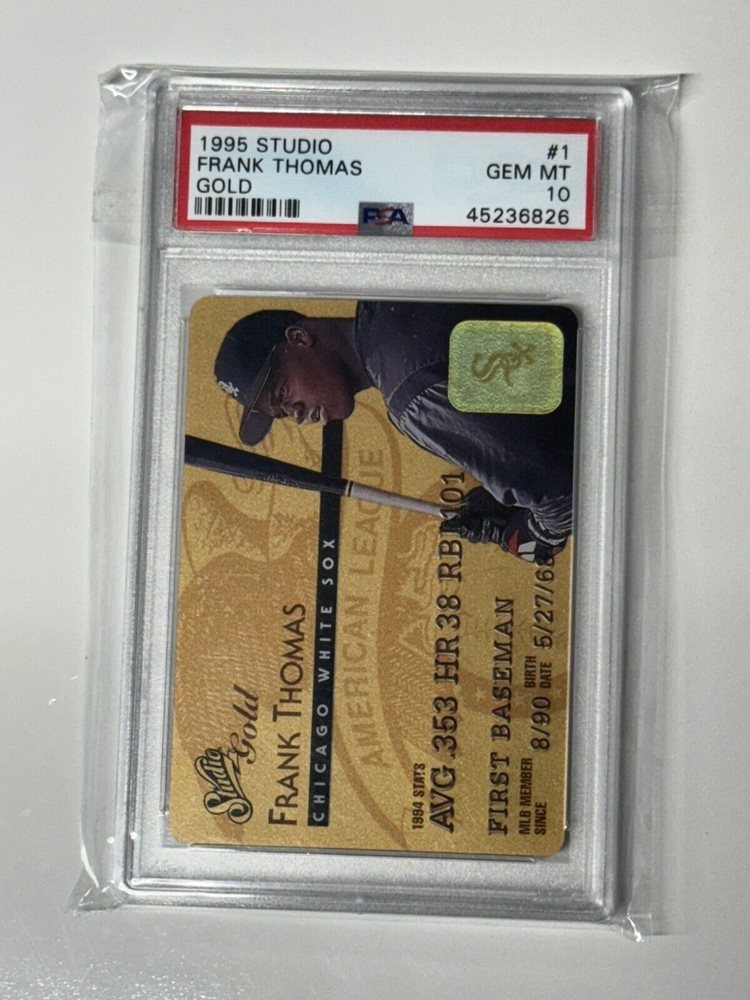 1995 STUDIO #1
FRANK THOMAS GEM MT
GOLD 10
PSA 45236826
Studio
Gold
FRANK THOMAS
CHICAGO WHITE SOX
AMERICAN LEAGUE
1994 STATS
AVG .353 HR 38 RBI 101
FIRST BASEMAN
MLB MEMBER SINCE 8/90 BIRTH DATE 5/27/68
SOX